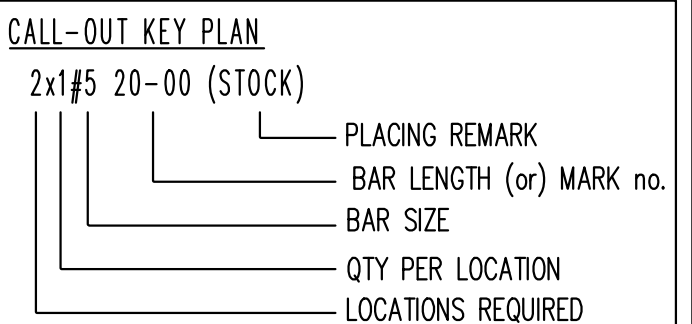 CALL-OUT KEY PLAN
2x1#5 20-00 (STOCK)
PLACING REMARK
BAR LENGTH (or) MARK no.
BAR SIZE
QTY PER LOCATION
LOCATIONS REQUIRED